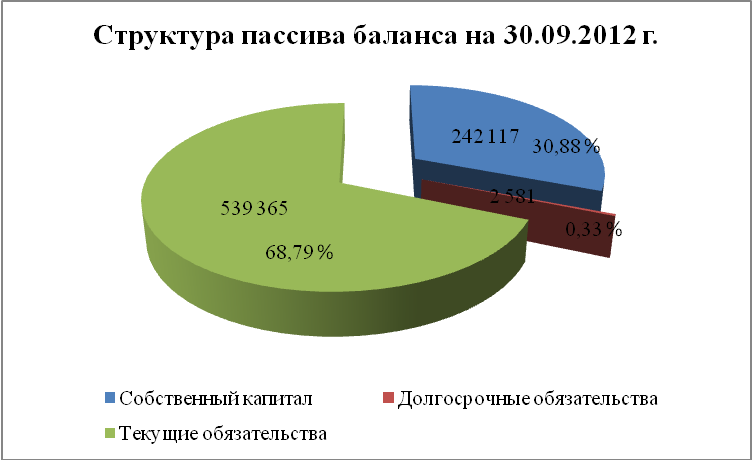 Структура пассива баланса на 30.09.2012 г.
242 117
30,88 %
2 581
0,33 %
539 365
68,79 %
Собственный капитал
Долгосрочные обязательства
Текущие обязательства